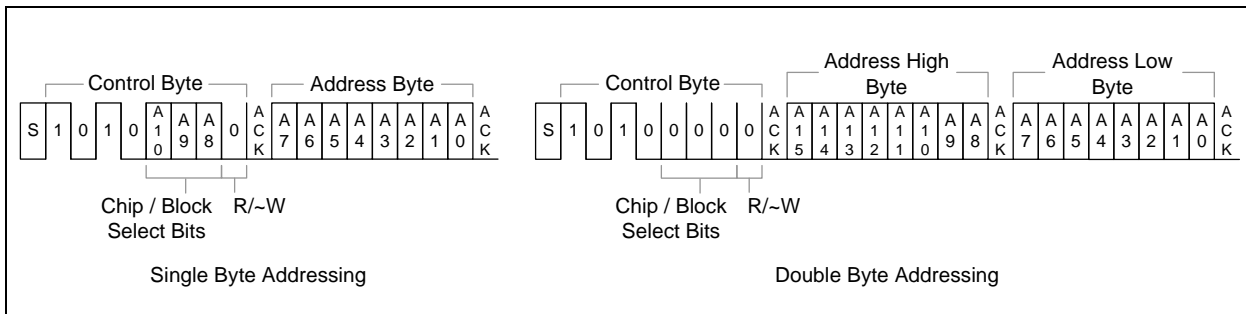 Control Byte Address Byte
S 1 0 1 0 A10 A9 A8 0 ACK A7 A6 A5 A4 A3 A2 A1 A0 ACK
Chip / Block
Select Bits
R/~W
Single Byte Addressing
Control Byte
Address High
Byte
Address Low
Byte
S 1 0 1 0 0 0 0 0 ACK A15 A14 A13 A12 A11 A10 A9 A8 ACK A7 A6 A5 A4 A3 A2 A1 A0 ACK
Chip / Block
Select Bits
R/~W
Double Byte Addressing